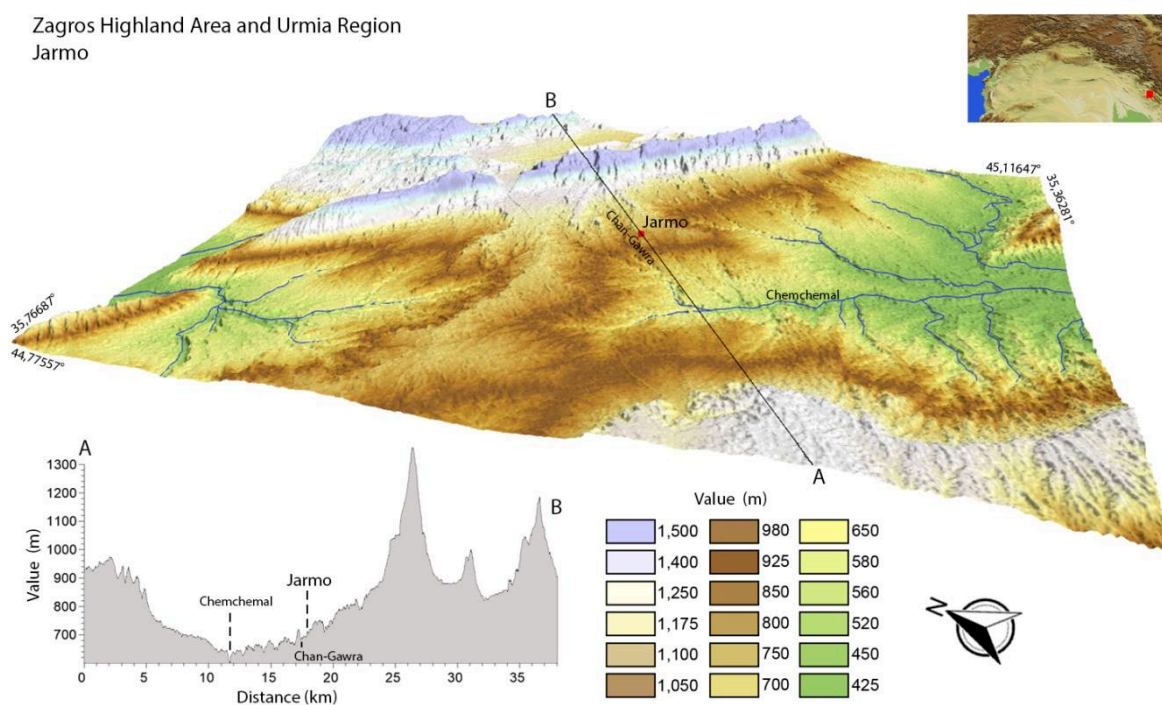 Zagros Highland Area and Urmia Region
Jarmo
B
45,11647°
35,36281°
Jarmo
Chan-Gawra
Chemchemal
35,76687°
44,77557°
A
A
B
1300
1200
1100
1000
900
800
700
Value (m)
Jarmo
Chemchemal
Chan-Gawra
0 5 10 15 20 25 30 35
Distance (km)
Value (m)
1,500 980 650
1,400 925 580
1,250 850 560
1,175 800 520
1,100 750 450
1,050 700 425
N